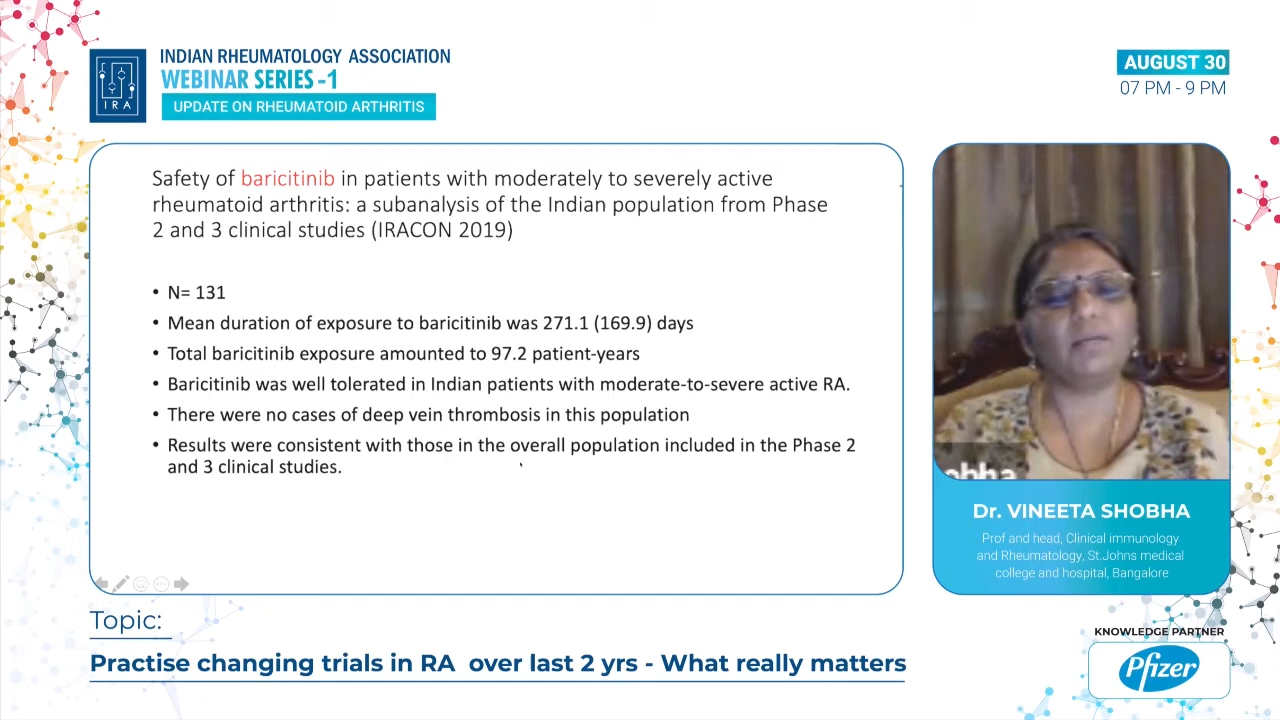 INDIAN RHEUMATOLOGY ASSOCIATION
WEBINAR SERIES -1
IRA
UPDATE ON RHEUMATOID ARTHRITIS
AUGUST 30
07 PM - 9 PM
Safety of baricitinib in patients with moderately to severely active
rheumatoid arthritis: a subanalysis of the Indian population from Phase
2 and 3 clinical studies (IRACON 2019)
• N= 131
• Mean duration of exposure to baricitinib was 271.1 (169.9) days
• Total baricitinib exposure amounted to 97.2 patient-years
• Baricitinib was well tolerated in Indian patients with moderate-to-severe active RA.
• There were no cases of deep vein thrombosis in this population
• Results were consistent with those in the overall population included in the Phase 2
and 3 clinical studies.
Dr. VINEETA SHOBHA
Prof and head, Clinical immunology
and Rheumatology, St.Johns medical
college and hospital, Bangalore
Topic:
Practise changing trials in RA over last 2 yrs - What really matters
KNOWLEDGE PARTNER
Pfizer